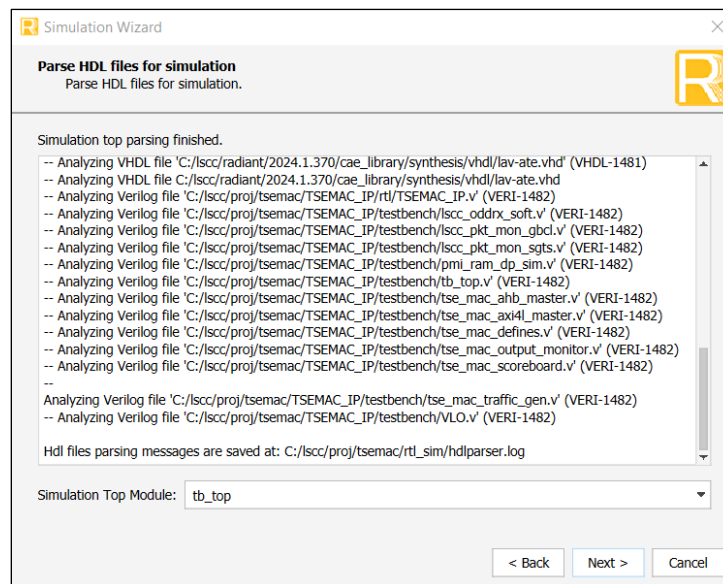 Simulation Wizard
Parse HDL files for simulation
Parse HDL files for simulation.
Simulation top parsing finished.
-- Analyzing VHDL file 'C:/lscc/radiant/2024.1.370/cae_library/synthesis/vhdl/lav-ate.vhd' (VHDL-1481)
-- Analyzing VHDL file C:/lscc/radiant/2024.1.370/cae_library/synthesis/vhdl/lav-ate.vhd
-- Analyzing Verilog file 'C:/lscc/proj/tsemac/TSEMAC_IP/rtl/TSEMAC_IP.v' (VERI-1482)
-- Analyzing Verilog file 'C:/lscc/proj/tsemac/TSEMAC_IP/testbench/lscc_oddrx_soft.v' (VERI-1482)
-- Analyzing Verilog file 'C:/lscc/proj/tsemac/TSEMAC_IP/testbench/lscc_pkt_mon_gbcl.v' (VERI-1482)
-- Analyzing Verilog file 'C:/lscc/proj/tsemac/TSEMAC_IP/testbench/lscc_pkt_mon_sgts.v' (VERI-1482)
-- Analyzing Verilog file 'C:/lscc/proj/tsemac/TSEMAC_IP/testbench/pmi_ram_dp_sim.v' (VERI-1482)
-- Analyzing Verilog file 'C:/lscc/proj/tsemac/TSEMAC_IP/testbench/tb_top.v' (VERI-1482)
-- Analyzing Verilog file 'C:/lscc/proj/tsemac/TSEMAC_IP/testbench/tse_mac_ahb_master.v' (VERI-1482)
-- Analyzing Verilog file 'C:/lscc/proj/tsemac/TSEMAC_IP/testbench/tse_mac_axi4l_master.v' (VERI-1482)
-- Analyzing Verilog file 'C:/lscc/proj/tsemac/TSEMAC_IP/testbench/tse_mac_defines.v' (VERI-1482)
-- Analyzing Verilog file 'C:/lscc/proj/tsemac/TSEMAC_IP/testbench/tse_mac_output_monitor.v' (VERI-1482)
-- Analyzing Verilog file 'C:/lscc/proj/tsemac/TSEMAC_IP/testbench/tse_mac_scoreboard.v' (VERI-1482)
--
Analyzing Verilog file 'C:/lscc/proj/tsemac/TSEMAC_IP/testbench/tse_mac_traffic_gen.v' (VERI-1482)
-- Analyzing Verilog file 'C:/lscc/proj/tsemac/TSEMAC_IP/testbench/VLO.v' (VERI-1482)
Hdl files parsing messages are saved at: C:/lscc/proj/tsemac/rtl_sim/hdlparser.log
Simulation Top Module: tb_top
< Back Next > Cancel